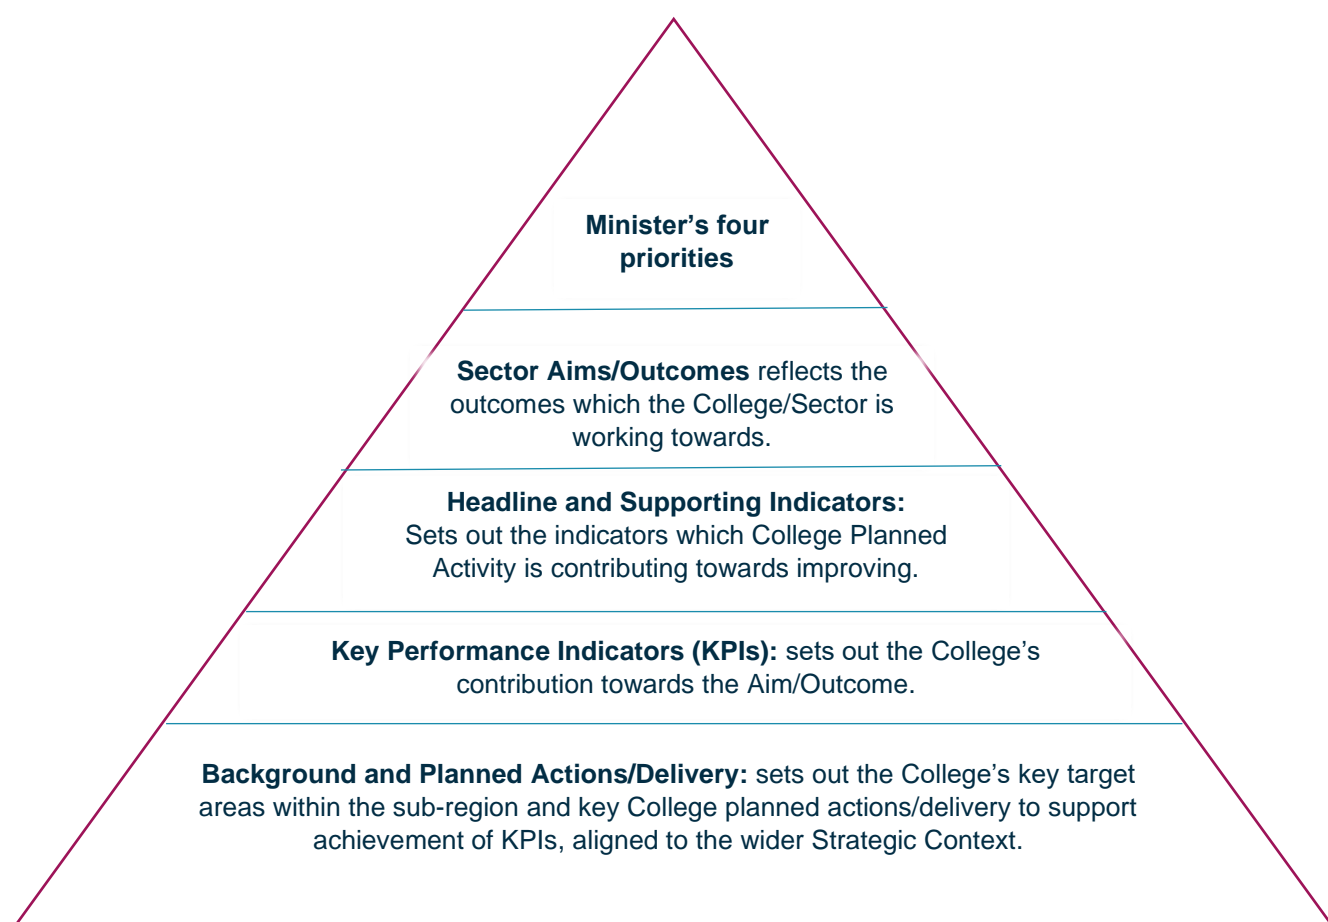 Minister’s four
priorities
Sector Aims/Outcomes reflects the
outcomes which the College/Sector is
working towards.
Headline and Supporting Indicators:
Sets out the indicators which College Planned
Activity is contributing towards improving.
Key Performance Indicators (KPIs): sets out the College’s
contribution towards the Aim/Outcome.
Background and Planned Actions/Delivery: sets out the College’s key target
areas within the sub-region and key College planned actions/delivery to support
achievement of KPIs, aligned to the wider Strategic Context.